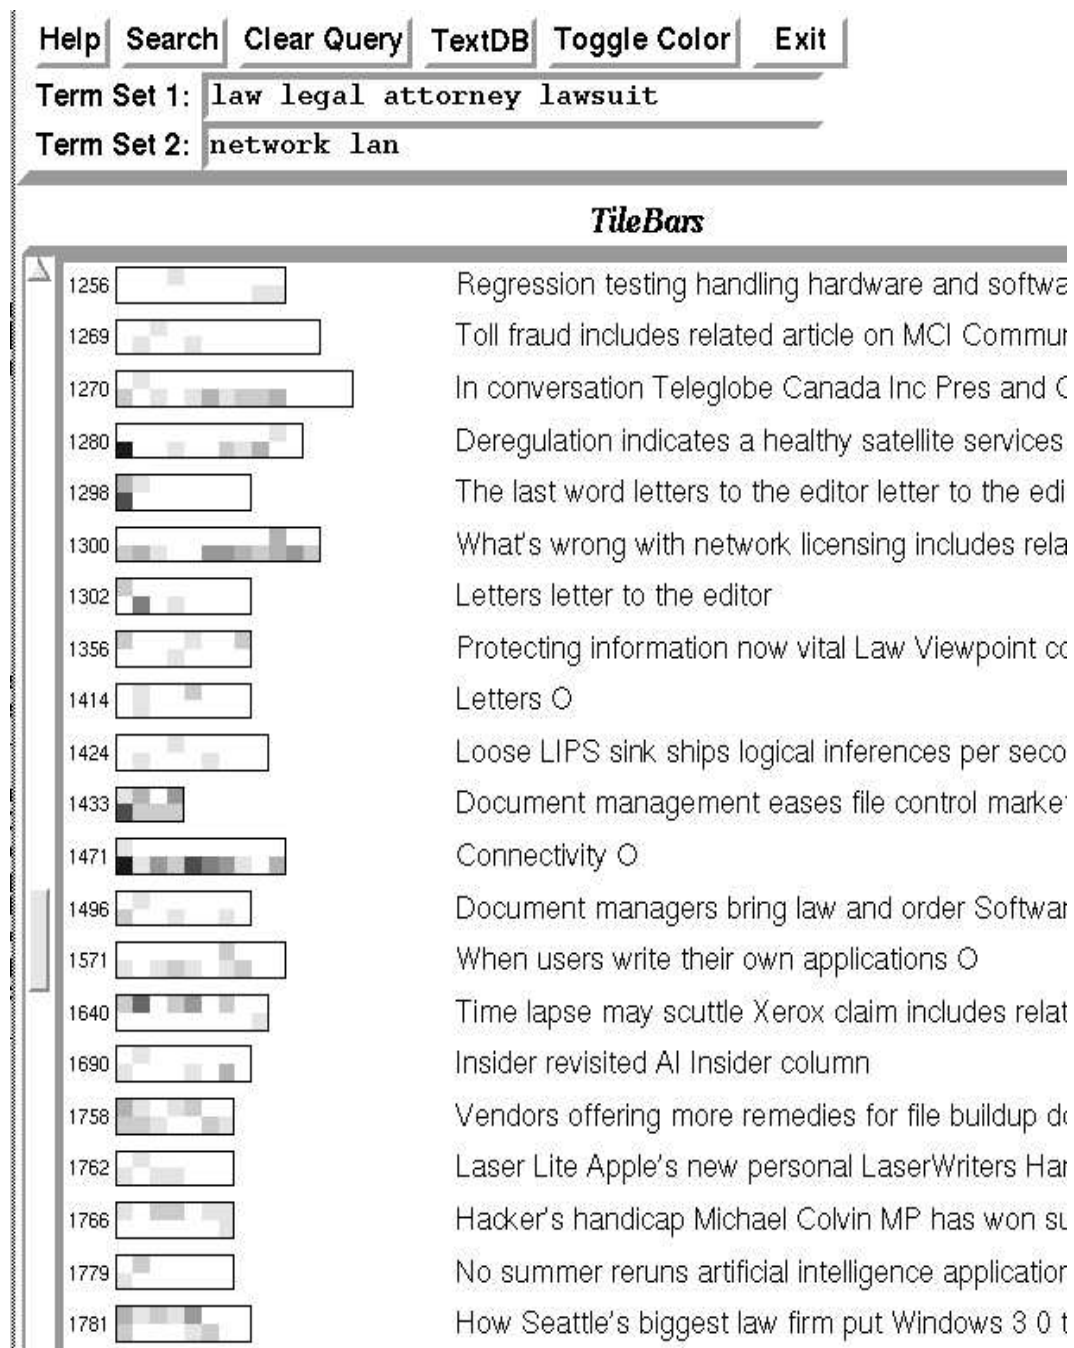 Help Search Clear Query TextDB Toggle Color Exit
Term Set 1: law legal attorney lawsuit
Term Set 2: network lan
TileBars
1256 Regression testing handling hardware and softwa
1269 Toll fraud includes related article on MCI Commu
1270 In conversation Teleglobe Canada Inc Pres and
1280 Deregulation indicates a healthy satellite services
1298 The last word letters to the editor letter to the edi
1300 What's wrong with network licensing includes rela
1302 Letters letter to the editor
1356 Protecting information now vital Law Viewpoint co
1414 Letters O
1424 Loose LIPS sink ships logical inferences per seco
1433 Document management eases file control marke
1471 Connectivity O
1496 Document managers bring law and order Softwa
1571 When users write their own applications O
1640 Time lapse may scuttle Xerox claim includes relat
1690 Insider revisited AI Insider column
1758 Vendors offering more remedies for file buildup do
1762 Laser Lite Apple's new personal LaserWriters Har
1766 Hacker's handicap Michael Colvin MP has won su
1779 No summer reruns artificial intelligence application
1781 How Seattle's biggest law firm put Windows 3 0 t